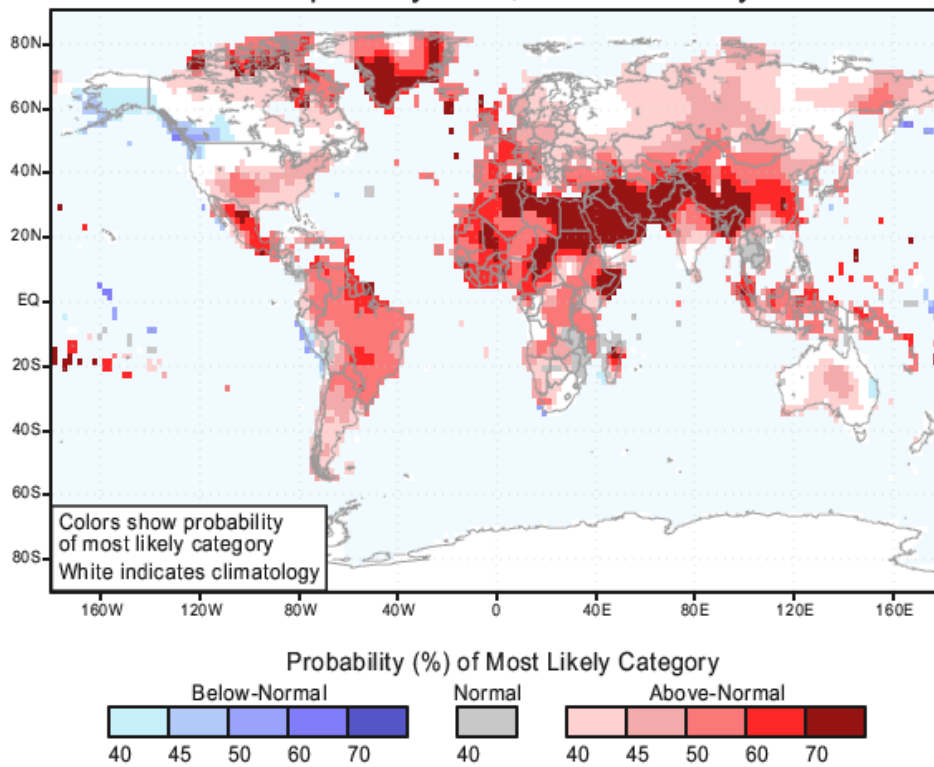 80N
60N
40N
20N
EQ
20S
40S
60S
80S
Colors show probability
of most likely category
White indicates climatology
160W 120W 80W 40W 0 40E 80E 120E 160E
Probability (%) of Most Likely Category
Below-Normal Normal Above-Normal
40 45 50 60 70 40 40 45 50 60 70